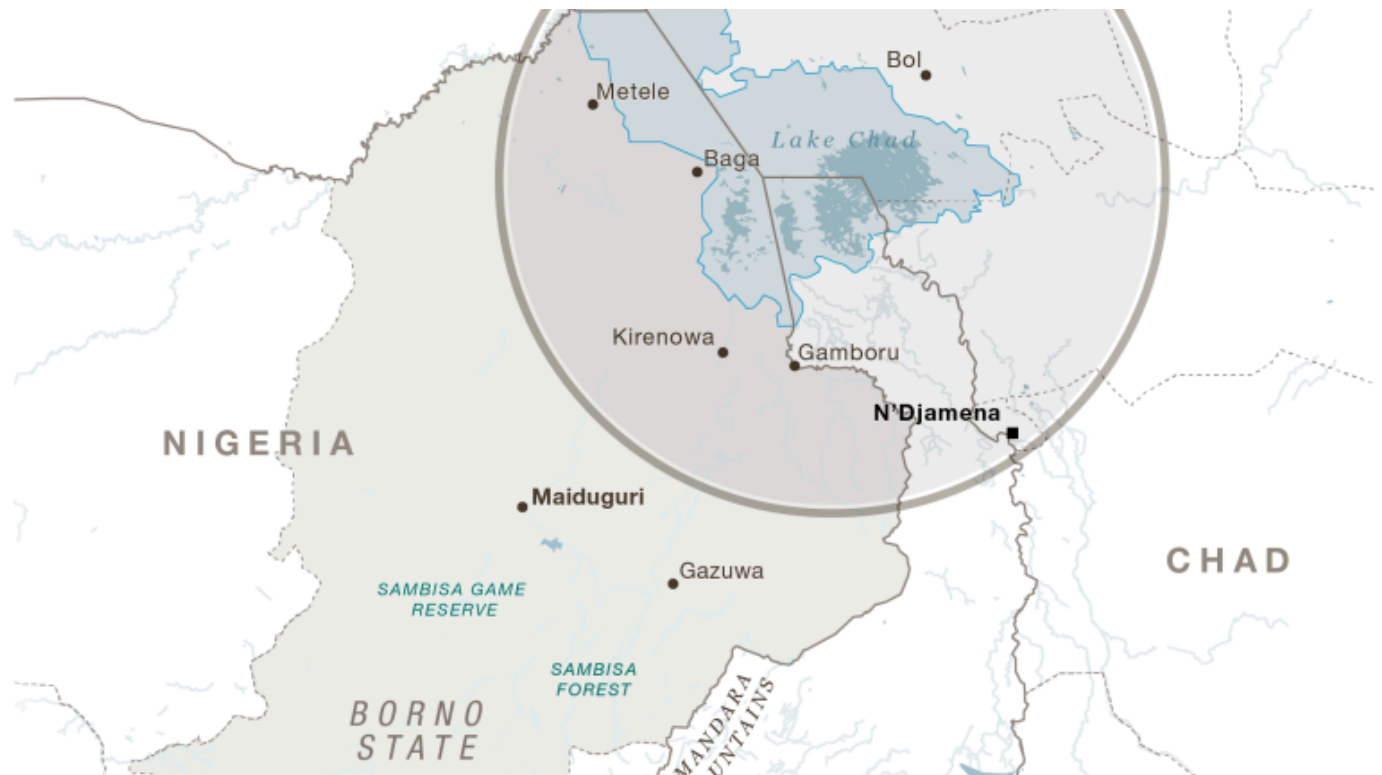 Bol
Metele
Lake Chad
Baga
Kirenowa
Gamboru
N'Djamena
NIGERIA
Maiduguri
CHAD
Gazuwa
SAMBISA GAME
RESERVE
SAMBISA
FOREST
BORNO
STATE
MANDARA
UNTAINS